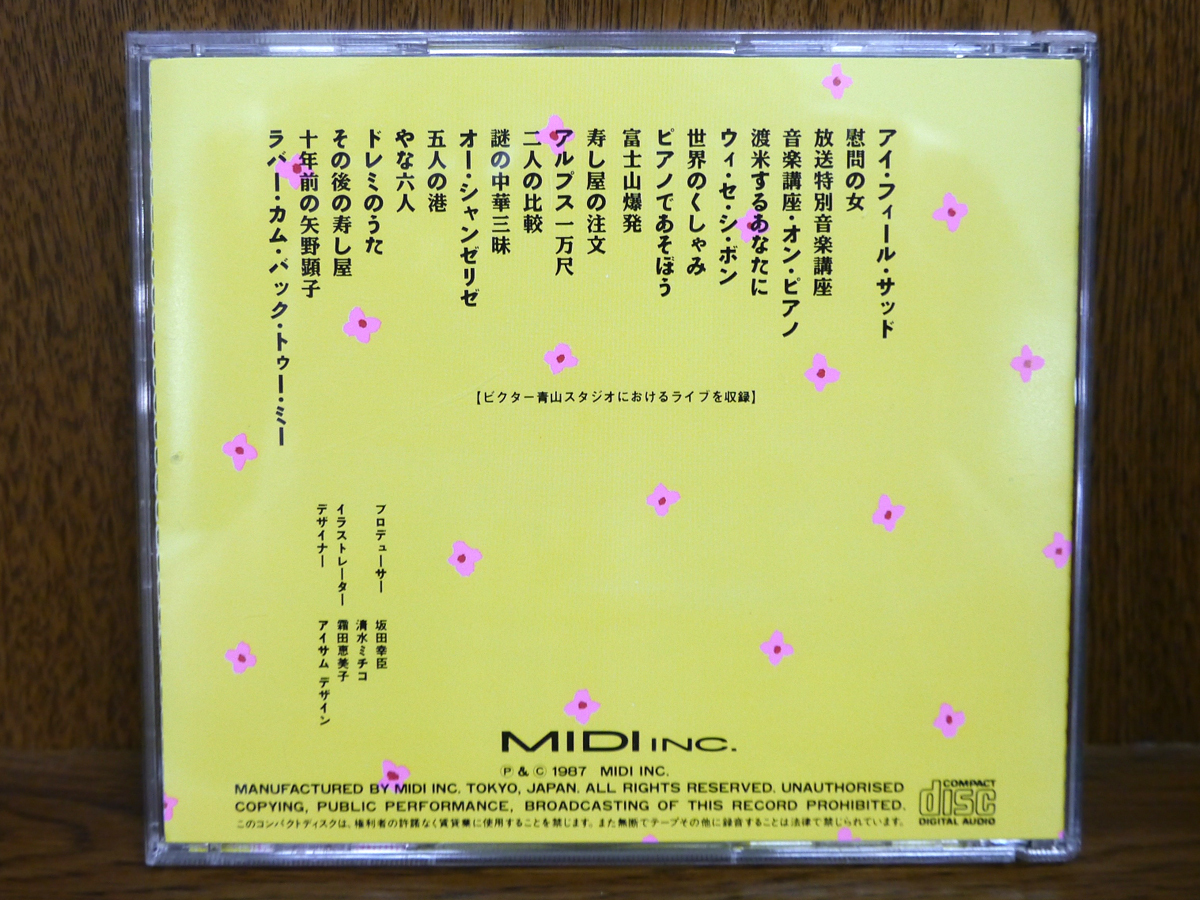 アイ・フィール・サッド
慰問の女
放送特別音楽講座
音楽講座・オン・ピアノ
渡米するあなたに
ウィ・セ・シ・ボン
世界のくしゃみ
ピアノであそぼう
富士山爆発
寿し屋の注文
アルプス一万尺
二人の比較
謎の中華三昧
オー・シャンゼリゼ
五人の港
やな六人
ドレミのうた
その後の寿し屋
十年前の矢野顕子
ラバー・カム・バック・トゥー・ミー
【ビクター青山スタジオにおけるライブを収録】
プロデューサー 坂田幸臣
清水ミチコ
イラストレーター 霜田恵美子
デザイナー アイサム デザイン
MIDI INC.
Ⓟ & © 1987 MIDI INC.
MANUFACTURED BY MIDI INC. TOKYO, JAPAN. ALL RIGHTS RESERVED. UNAUTHORISED
COPYING, PUBLIC PERFORMANCE, BROADCASTING OF THIS RECORD PROHIBITED.
このコンパクトディスクは、権利者の許諾なく賃貸業に使用することを禁じます。また無断でテープその他に録音することは法律で禁じられています。
COMPACT
disc
DIGITAL AUDIO